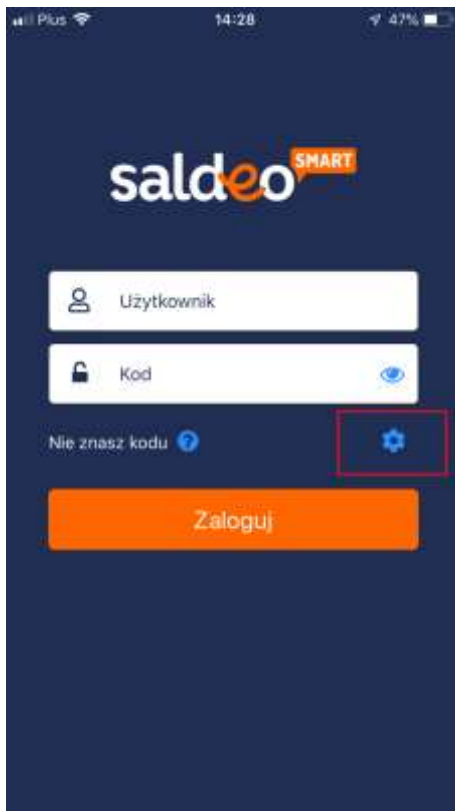 Plus 14:28 47%
saldeo SMART
Użytkownik
Kod
Nie znasz kodu ?
Zaloguj